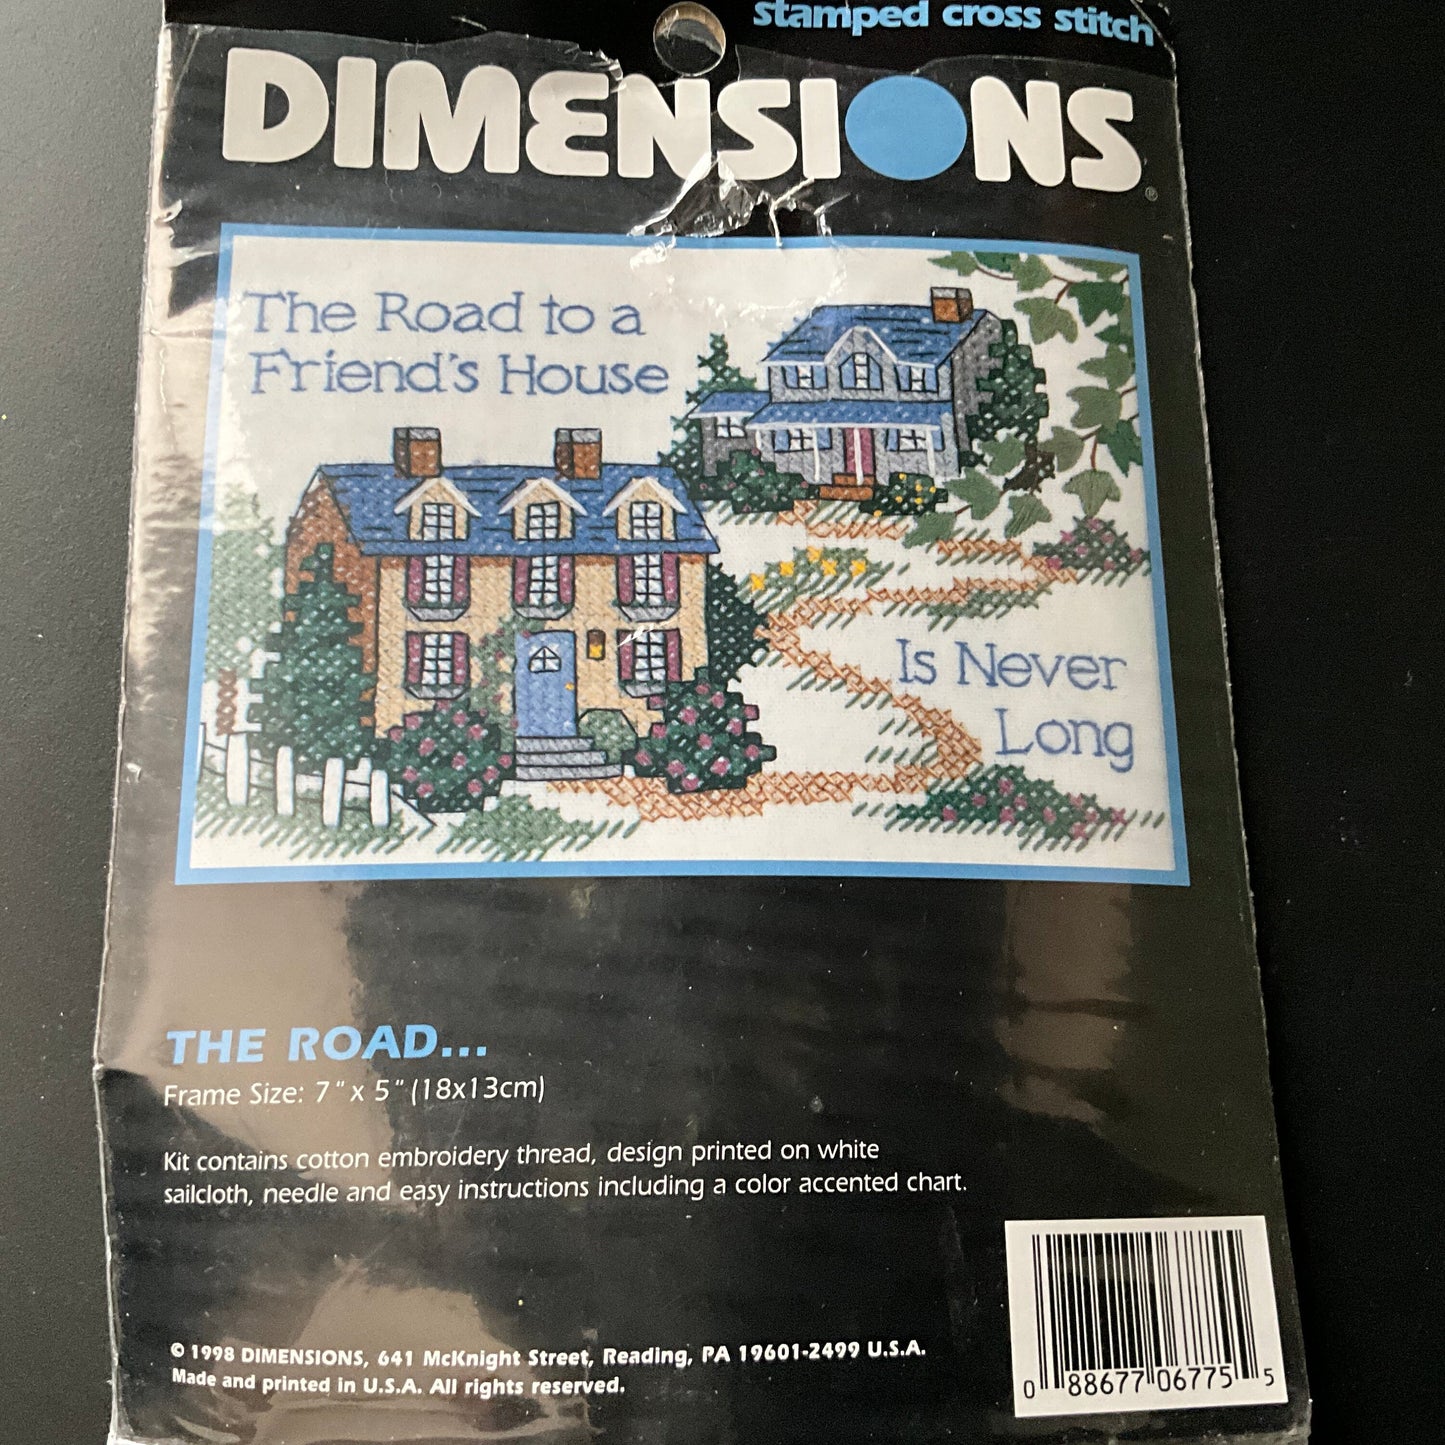 stamped cross stitch
DIMENSIONS®
The Road to a
Friend's House
Is Never
Long
THE ROAD...
Frame Size: 7" x 5" (18x13cm)
Kit contains cotton embroidery thread, design printed on white
sailcloth, needle and easy instructions including a color accented chart.
© 1998 DIMENSIONS, 641 McKnight Street, Reading, PA 19601-2499 U.S.A.
Made and printed in U.S.A. All rights reserved.
0 88677 06775 5